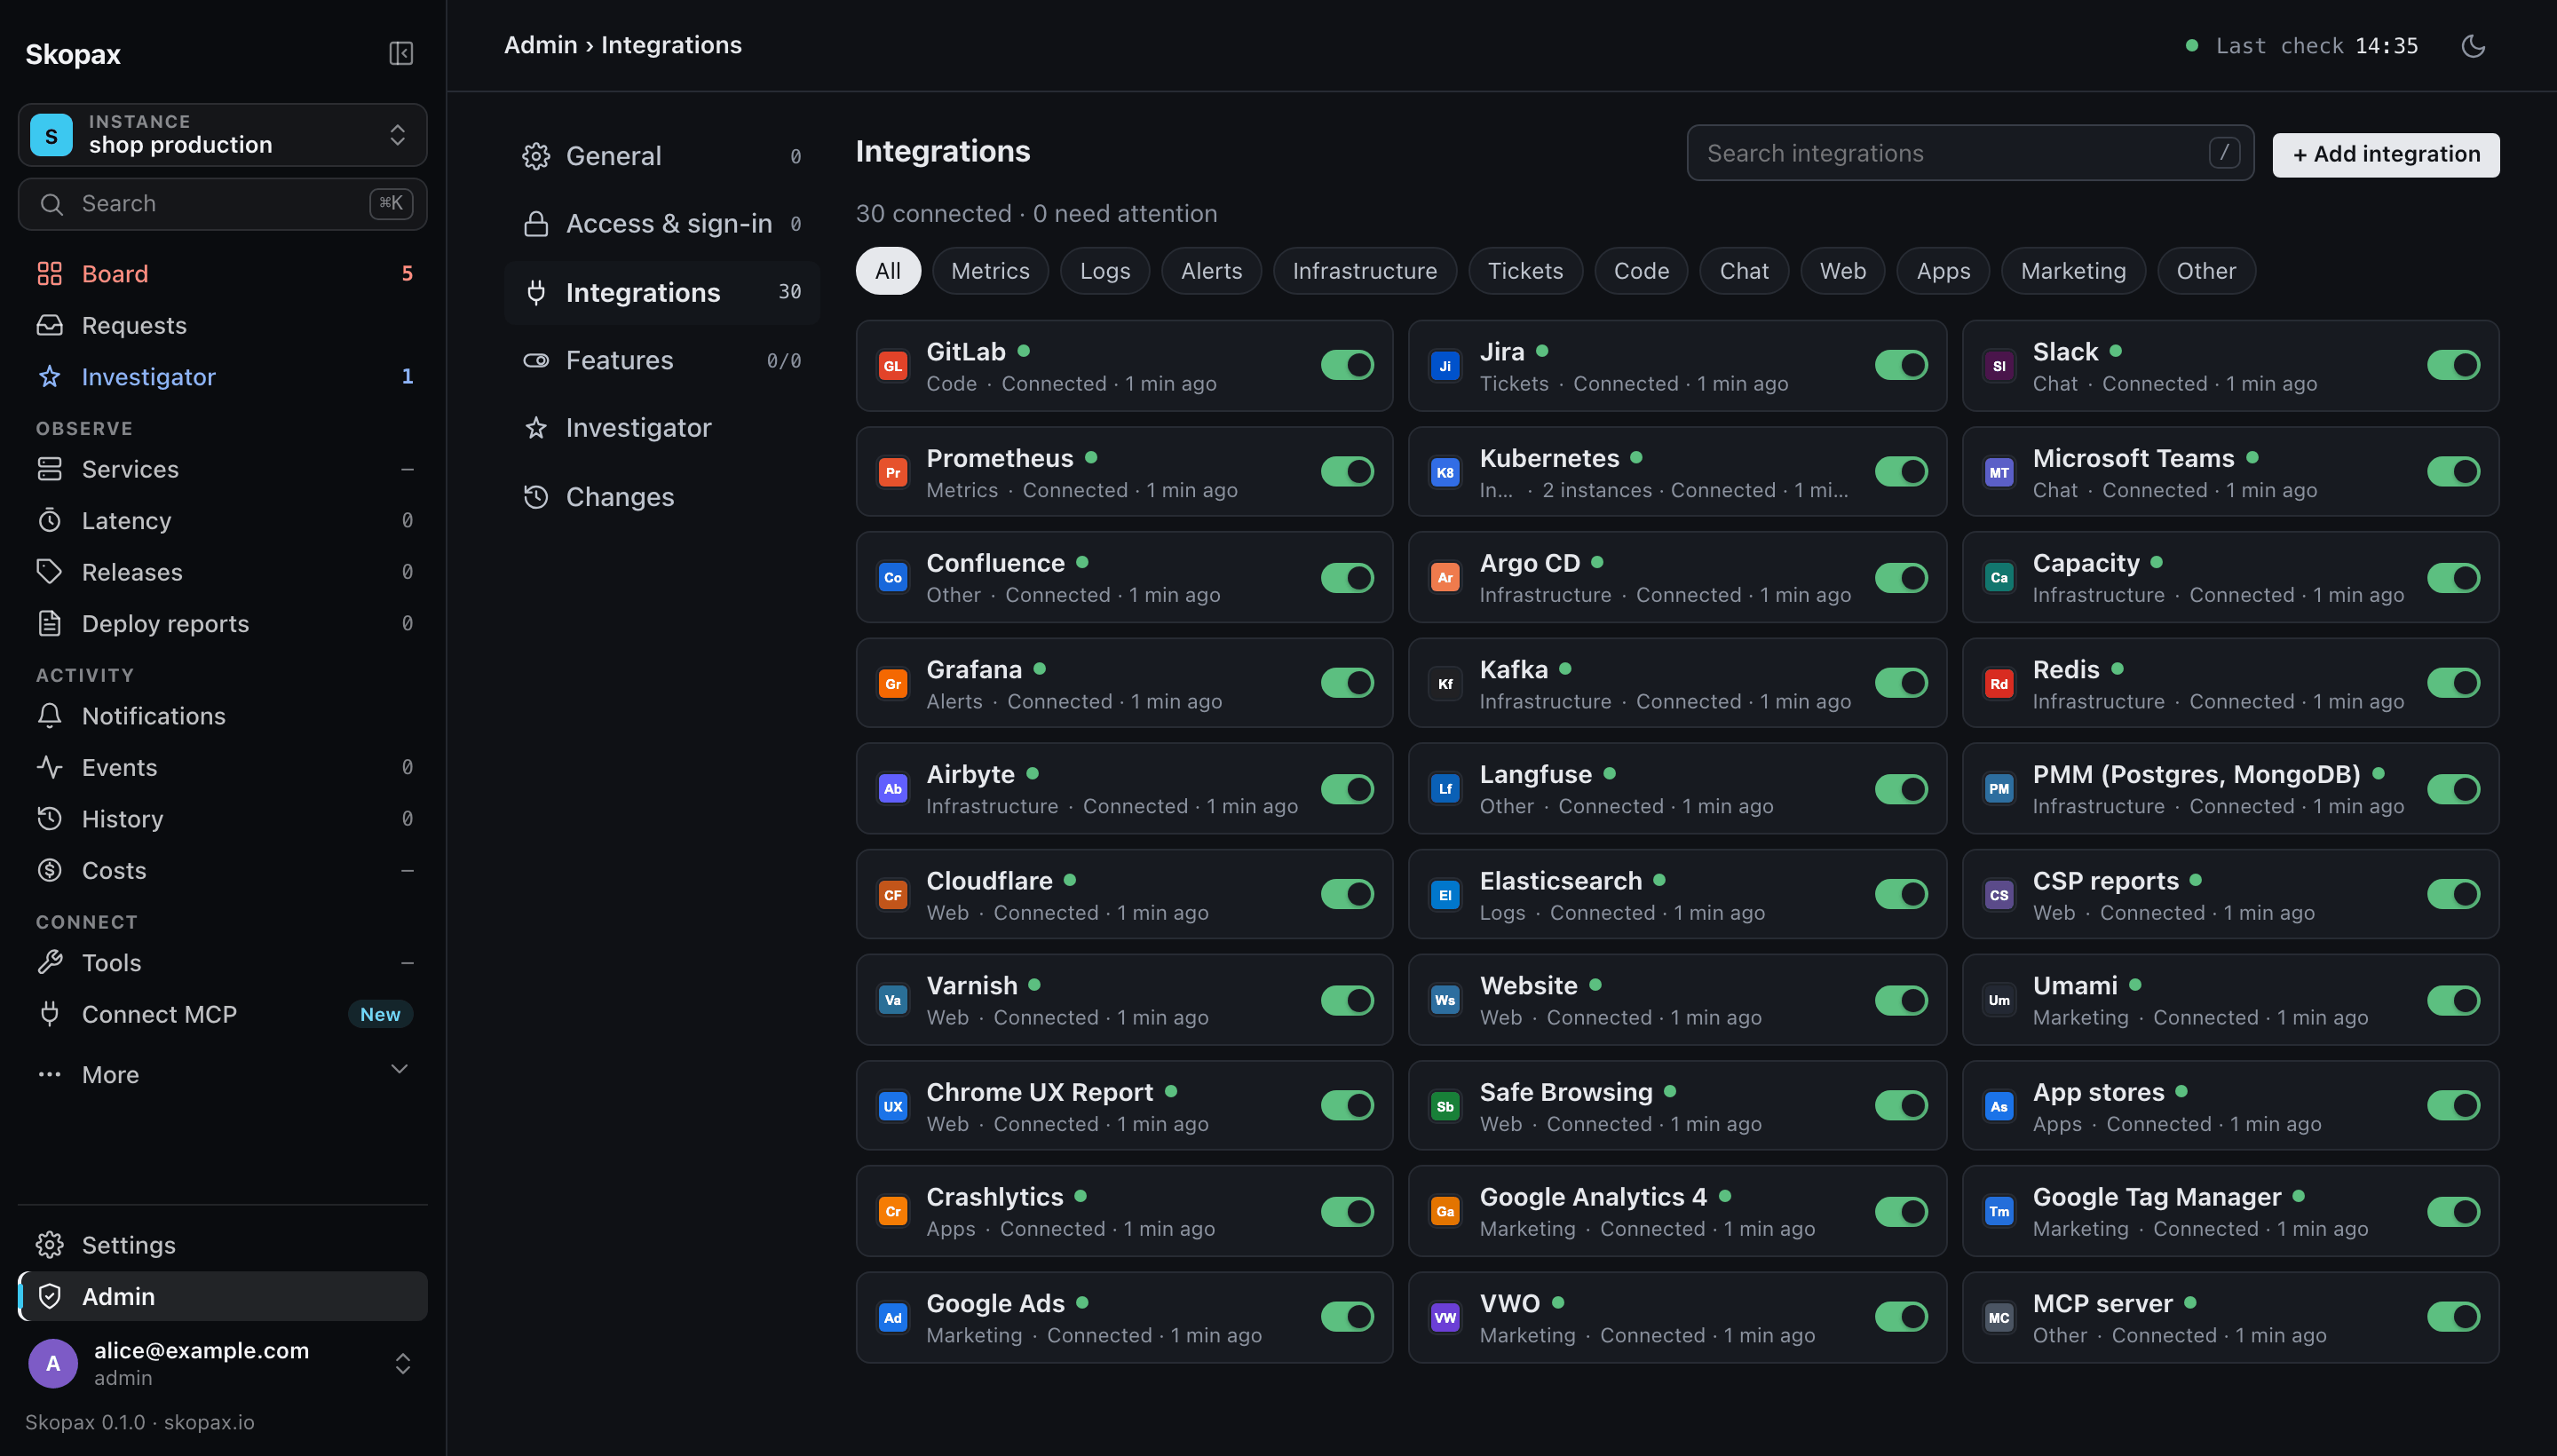 Skopax
S
INSTANCE
shop production
Search
⌘K
Board
5
Requests
Investigator
1
OBSERVE
Services
–
Latency
0
Releases
0
Deploy reports
0
ACTIVITY
Notifications
Events
0
History
0
Costs
–
CONNECT
Tools
–
Connect MCP
New
More
Settings
Admin
A
alice@example.com
admin
Skopax 0.1.0 · skopax.io
Admin › Integrations
Last check 14:35
General
0
Access & sign-in
0
Integrations
30
Features
0/0
Investigator
Changes
Integrations
Search integrations
/
+ Add integration
30 connected · 0 need attention
All
Metrics
Logs
Alerts
Infrastructure
Tickets
Code
Chat
Web
Apps
Marketing
Other
GL
GitLab
Code · Connected · 1 min ago
Ji
Jira
Tickets · Connected · 1 min ago
Sl
Slack
Chat · Connected · 1 min ago
Pr
Prometheus
Metrics · Connected · 1 min ago
K8
Kubernetes
In... · 2 instances · Connected · 1 mi...
MT
Microsoft Teams
Chat · Connected · 1 min ago
Co
Confluence
Other · Connected · 1 min ago
Ar
Argo CD
Infrastructure · Connected · 1 min ago
Ca
Capacity
Infrastructure · Connected · 1 min ago
Gr
Grafana
Alerts · Connected · 1 min ago
Kf
Kafka
Infrastructure · Connected · 1 min ago
Rd
Redis
Infrastructure · Connected · 1 min ago
Ab
Airbyte
Infrastructure · Connected · 1 min ago
Lf
Langfuse
Other · Connected · 1 min ago
PM
PMM (Postgres, MongoDB)
Infrastructure · Connected · 1 min ago
CF
Cloudflare
Web · Connected · 1 min ago
El
Elasticsearch
Logs · Connected · 1 min ago
CS
CSP reports
Web · Connected · 1 min ago
Va
Varnish
Web · Connected · 1 min ago
Ws
Website
Web · Connected · 1 min ago
Um
Umami
Marketing · Connected · 1 min ago
UX
Chrome UX Report
Web · Connected · 1 min ago
Sb
Safe Browsing
Web · Connected · 1 min ago
As
App stores
Apps · Connected · 1 min ago
Cr
Crashlytics
Apps · Connected · 1 min ago
Ga
Google Analytics 4
Marketing · Connected · 1 min ago
Tm
Google Tag Manager
Marketing · Connected · 1 min ago
Ad
Google Ads
Marketing · Connected · 1 min ago
VW
VWO
Marketing · Connected · 1 min ago
MC
MCP server
Other · Connected · 1 min ago